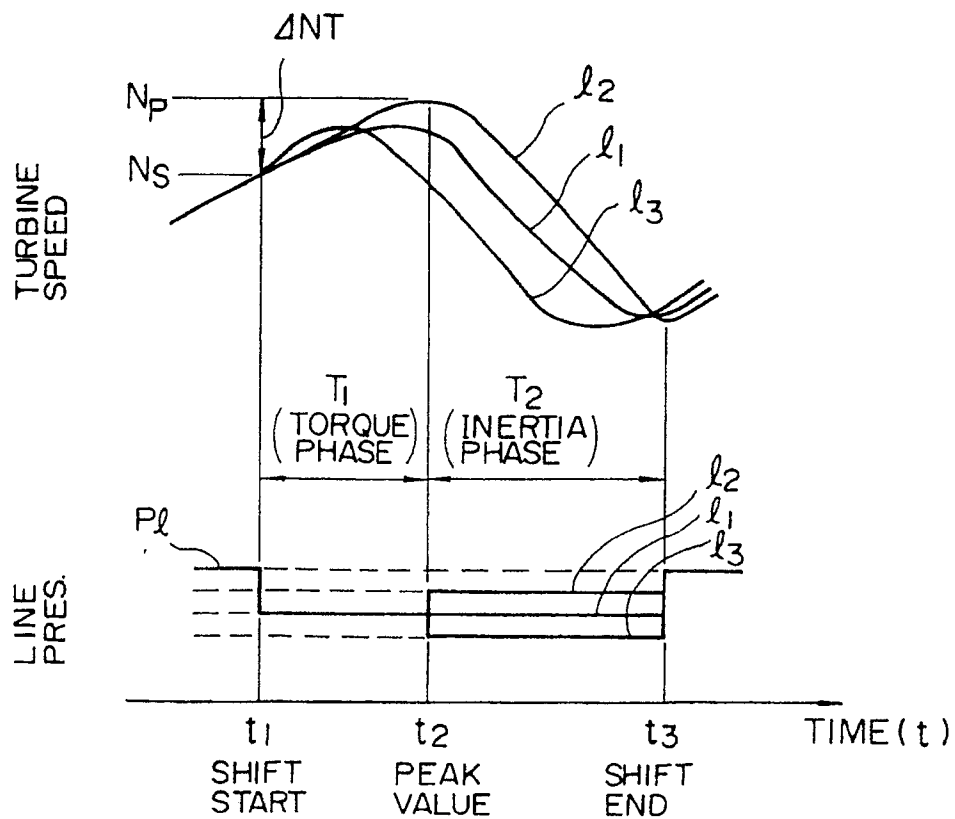 ΔNT
NP
NS
l2
l1
l3
TURBINE
SPEED
T1
(TORQUE
PHASE)
T2
(INERTIA
PHASE)
Pl
l2
l1
l3
LINE
PRES.
t1
t2
t3
TIME(t)
SHIFT
START
PEAK
VALUE
SHIFT
END